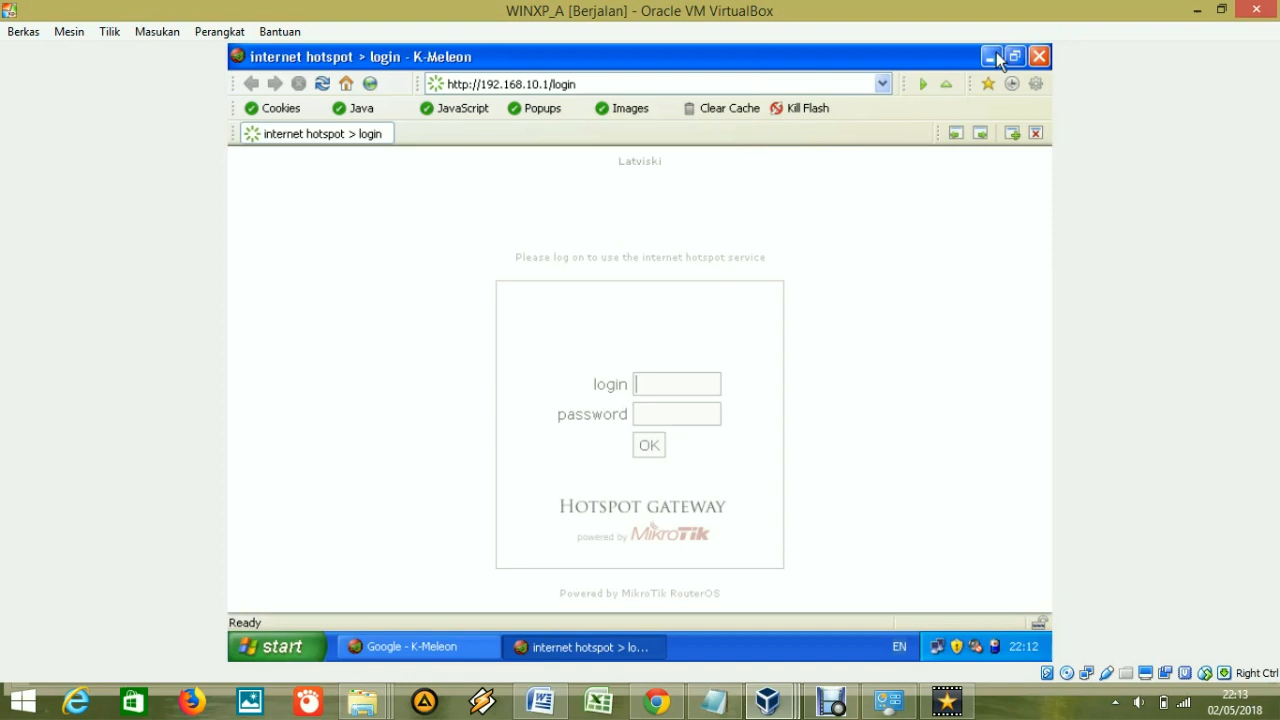 WINXP_A [Berjalan] - Oracle VM VirtualBox
Berkas Mesin Tilik Masukan Perangkat Bantuan
internet hotspot > login - K-Meleon
http://192.168.10.1/login
Cookies Java JavaScript Popups Images Clear Cache Kill Flash
internet hotspot > login
Latviski
Please log on to use the internet hotspot service
login
password
OK
HOTSPOT GATEWAY
powered by MikroTik
Powered by MikroTik RouterOS
Ready
start Google - K-Meleon internet hotspot > lo... EN 22:12
Right Ctrl
22:13
02/05/2018